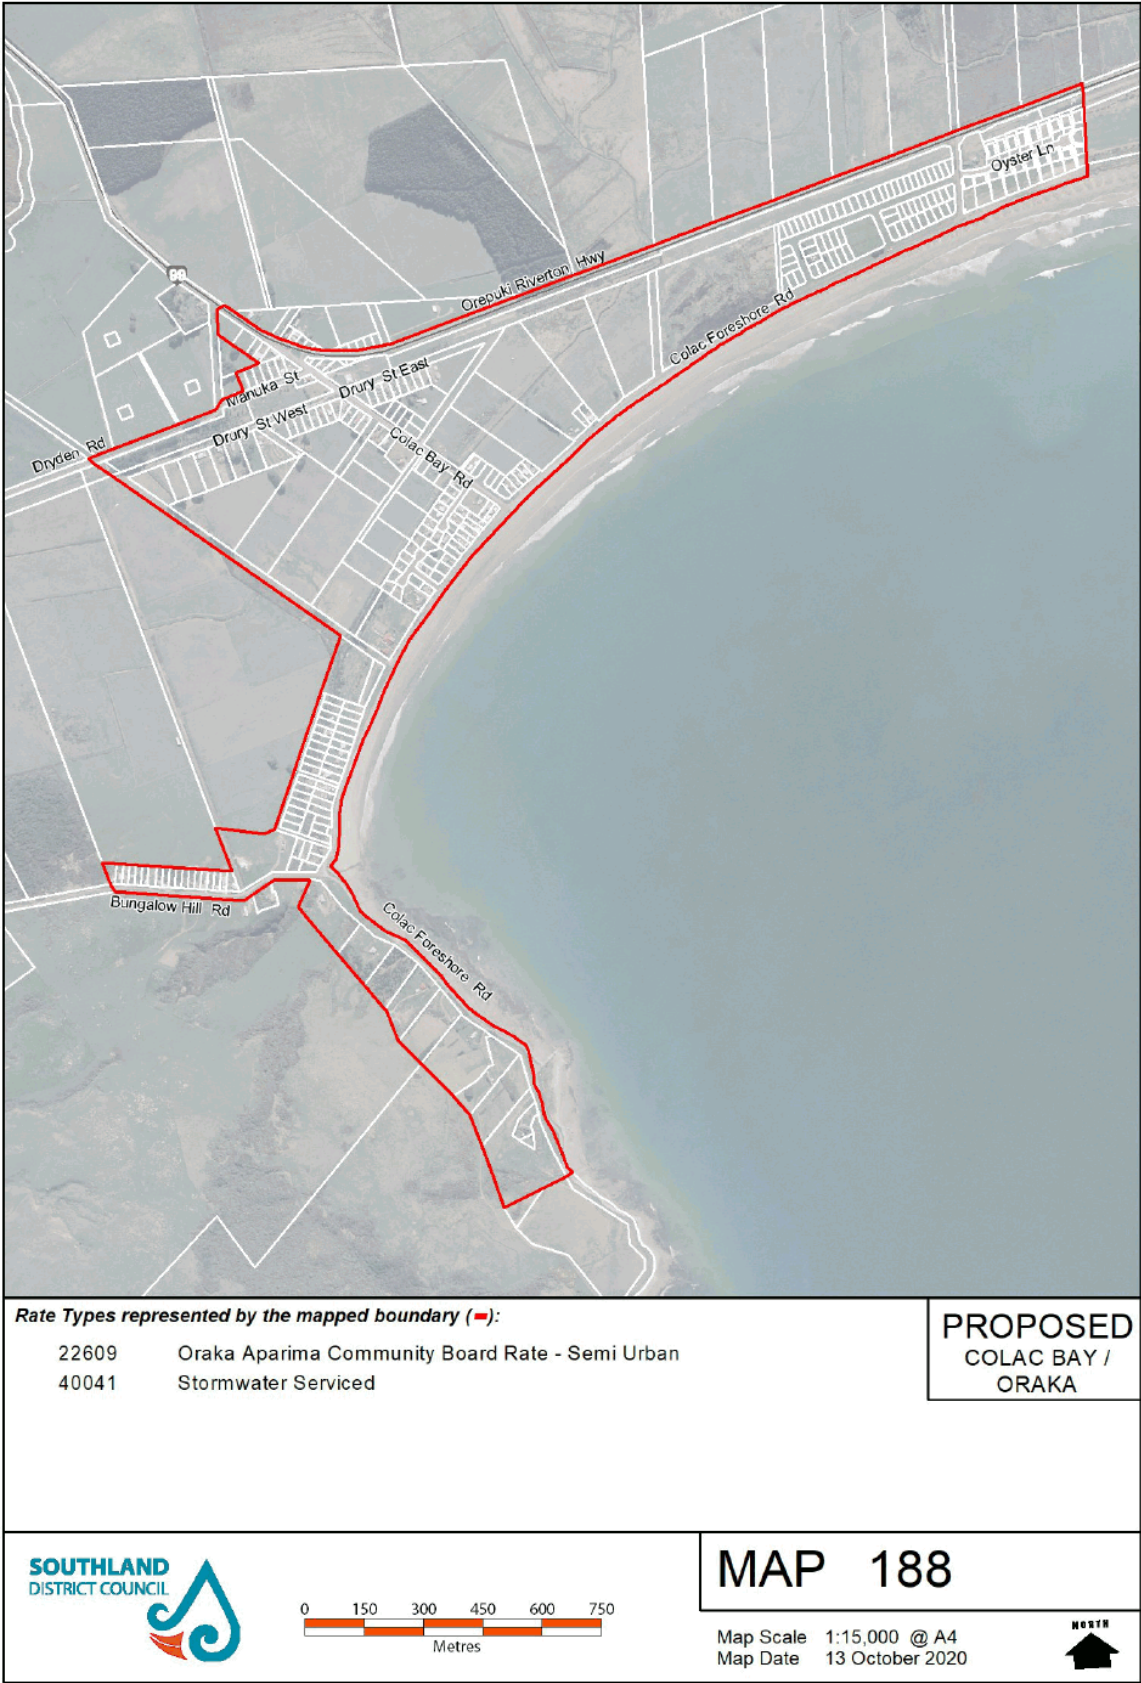 Oyster Ln
99
Orepuki Riverton Hwy
Colac Foreshore Rd
Manuka St
Drury St East
Drury St West
Dryden Rd
Colac Bay Rd
Bungalow Hill Rd
Colac Foreshore Rd
Rate Types represented by the mapped boundary ( ):
22609 Oraka Aparima Community Board Rate - Semi Urban
40041 Stormwater Serviced
PROPOSED
COLAC BAY /
ORAKA
SOUTHLAND
DISTRICT COUNCIL
0 150 300 450 600 750
Metres
MAP 188
Map Scale 1:15,000 @ A4
Map Date 13 October 2020
NORTH